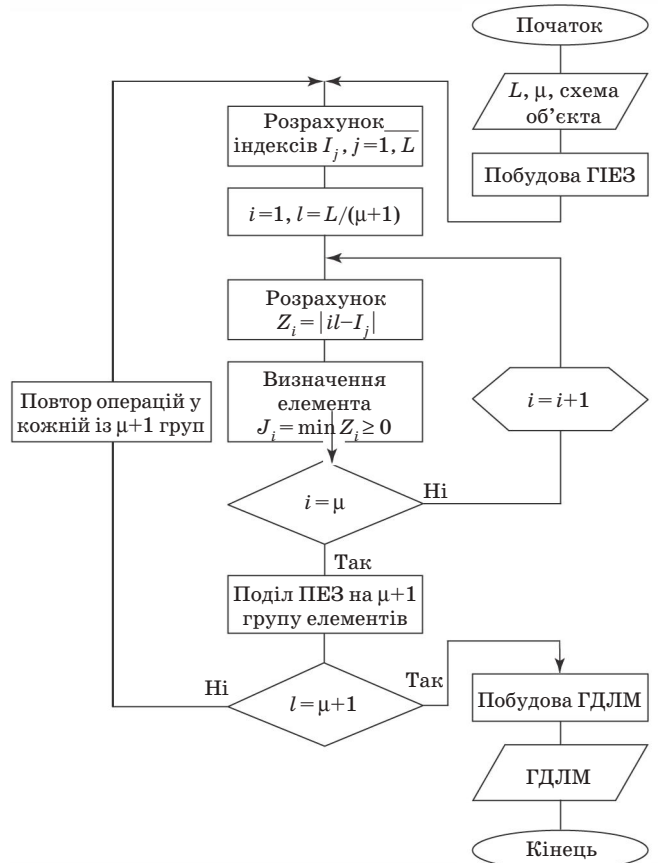 Початок
L, μ, схема
об’єкта
Побудова ГІЕЗ
Розрахунок
індексів I_j, j=1, L
i=1, l=L/(μ+1)
Розрахунок
Z_i=|il–I_j|
Визначення
елемента
J_i=min Z_i ≥ 0
i=i+1
Повтор операцій у
кожній із μ+1 груп
i=μ
Ні
Так
Поділ ПЕЗ на μ+1
групу елементів
l=μ+1
Ні
Так
Побудова ГДЛМ
ГДЛМ
Кінець